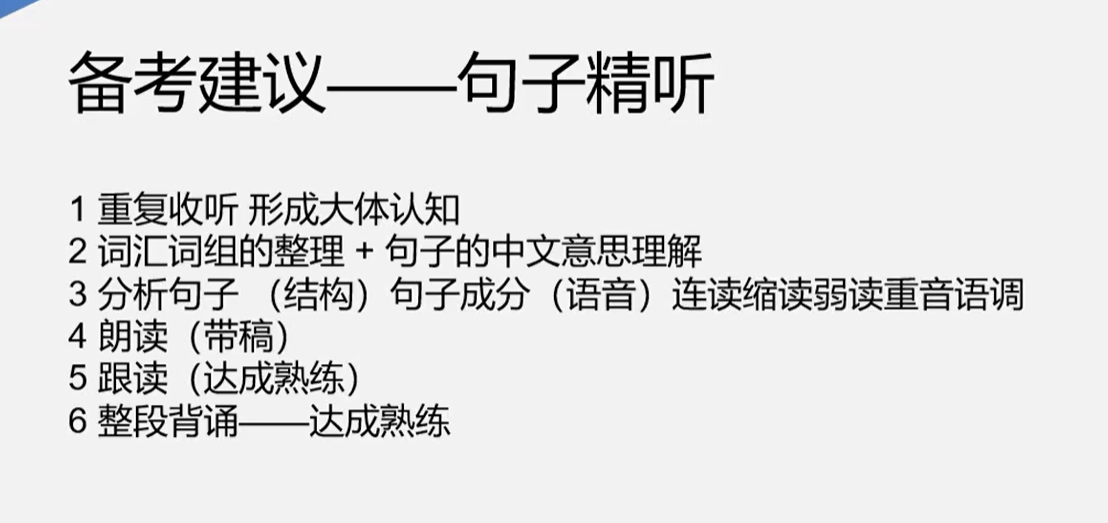 备考建议——句子精听
1 重复收听 形成大体认知
2 词汇词组的整理 + 句子的中文意思理解
3 分析句子 （结构）句子成分（语音）连读缩读弱读重音语调
4 朗读（带稿）
5 跟读（达成熟练）
6 整段背诵——达成熟练